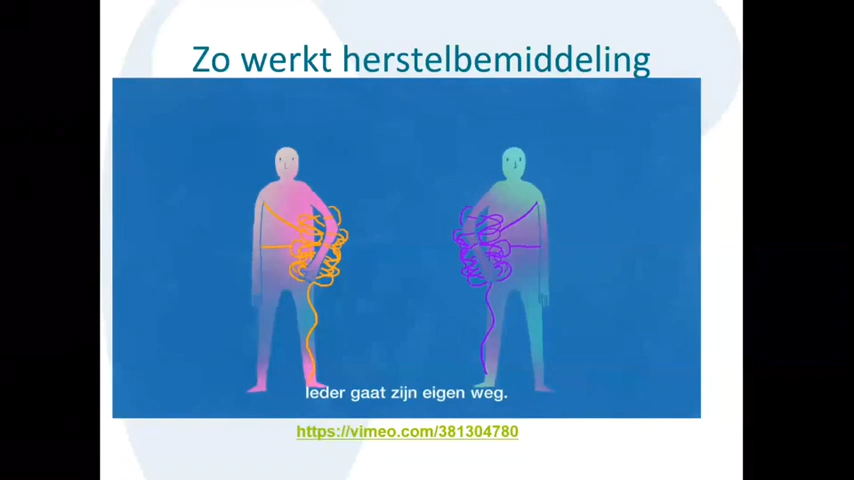 Zo werkt herstelbemiddeling
Ieder gaat zijn eigen weg.
https://vimeo.com/381304780